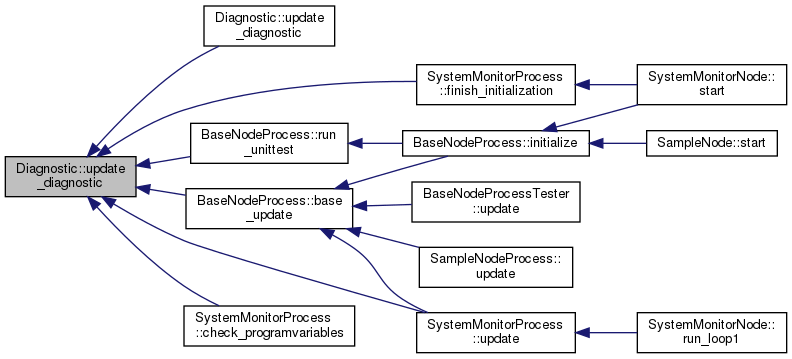 Diagnostic::update
_diagnostic
Diagnostic::update
_diagnostic
SystemMonitorProcess
::finish_initialization
SystemMonitorNode::
start
BaseNodeProcess::run
_unittest
BaseNodeProcess::initialize
SampleNode::start
BaseNodeProcess::base
_update
BaseNodeProcessTester
::update
SampleNodeProcess::
update
SystemMonitorProcess
::check_programvariables
SystemMonitorProcess
::update
SystemMonitorNode::
run_loop1